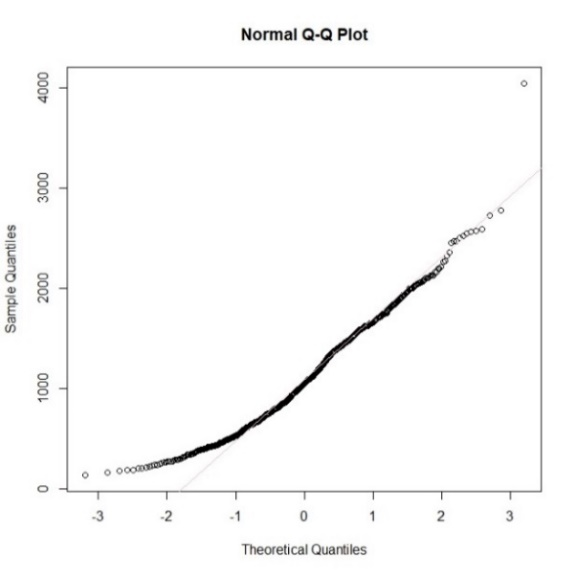 Normal Q-Q Plot
4000
3000
2000
1000
0
Sample Quantiles
-3 -2 -1 0 1 2 3
Theoretical Quantiles